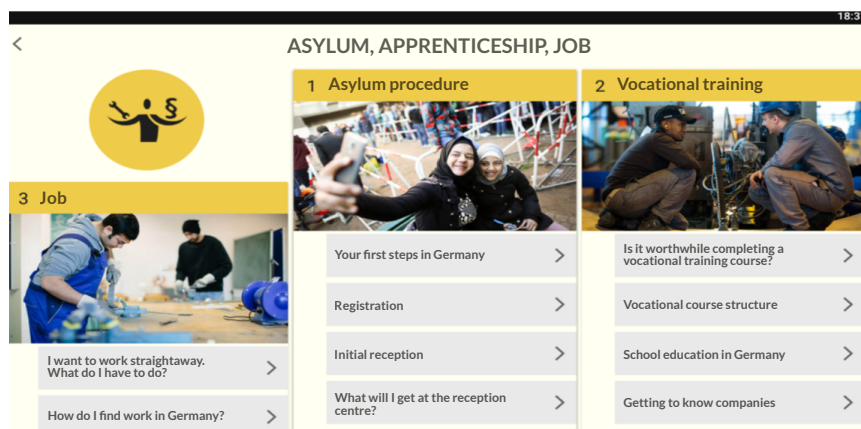 18:3
<
ASYLUM, APPRENTICESHIP, JOB
§
1 Asylum procedure
Your first steps in Germany
Registration
Initial reception
What will I get at the reception
centre?
2 Vocational training
Is it worthwhile completing a
vocational training course?
Vocational course structure
School education in Germany
Getting to know companies
3 Job
I want to work straightaway.
What do I have to do?
How do I find work in Germany?